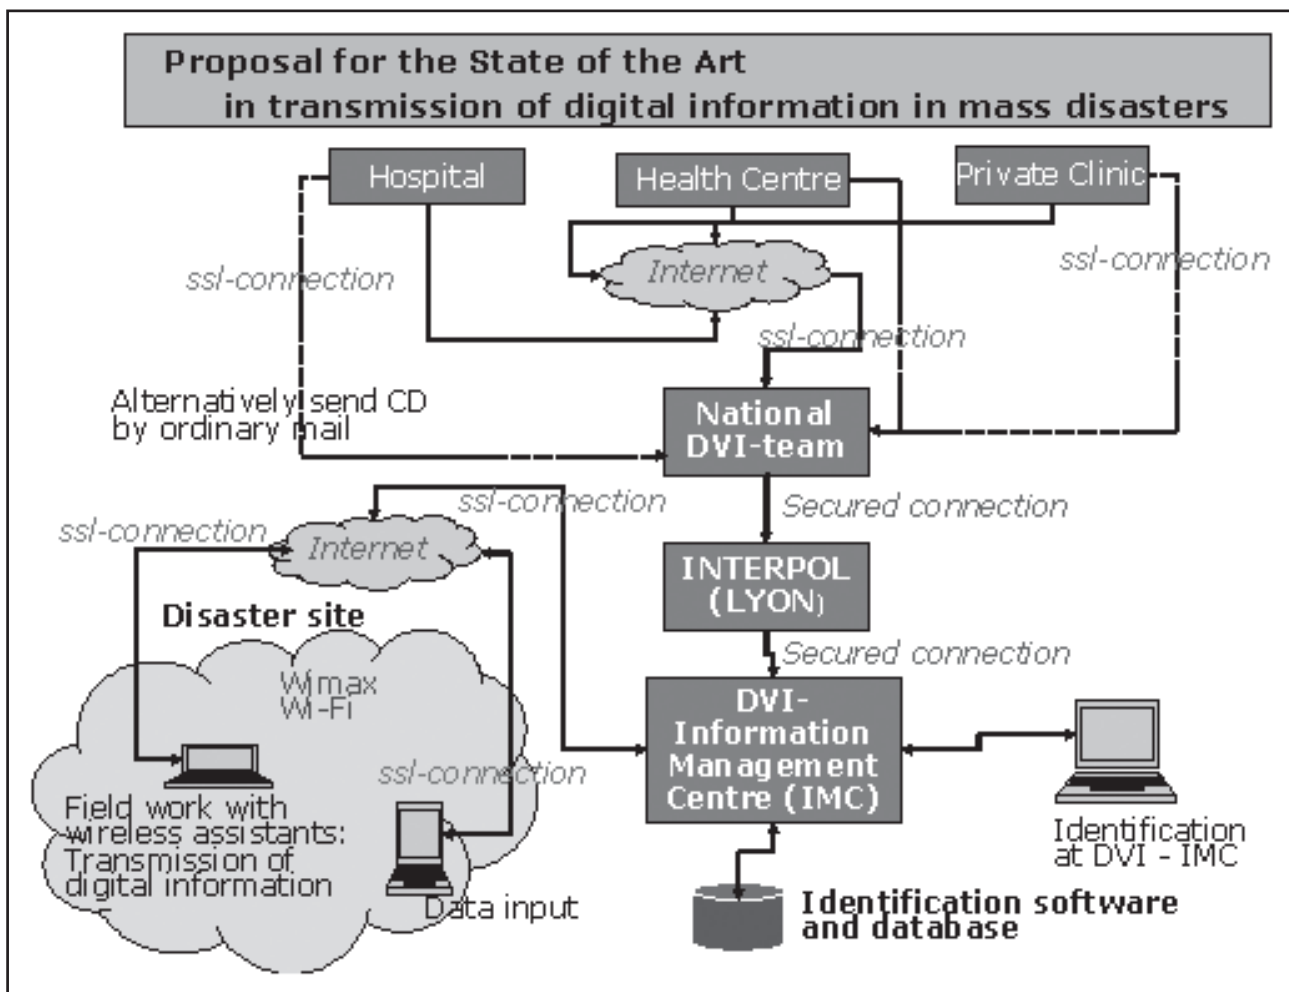 Proposal for the State of the Art
in transmission of digital information in mass disasters
Hospital
Health Centre
Private Clinic
ssl-connection
Internet
ssl-connection
ssl-connection
Alternatively send CD
by ordinary mail
National
DVI-team
ssl-connection
Secured connection
ssl-connection
Internet
INTERPOL
(LYON)
Disaster site
Secured connection
Wimax
Wi-Fi
DVI-
Information
Management
Centre (IMC)
ssl-connection
Field work with
wireless assistants:
Transmission of
digital information
Data input
Identification
at DVI - IMC
Identification software
and database